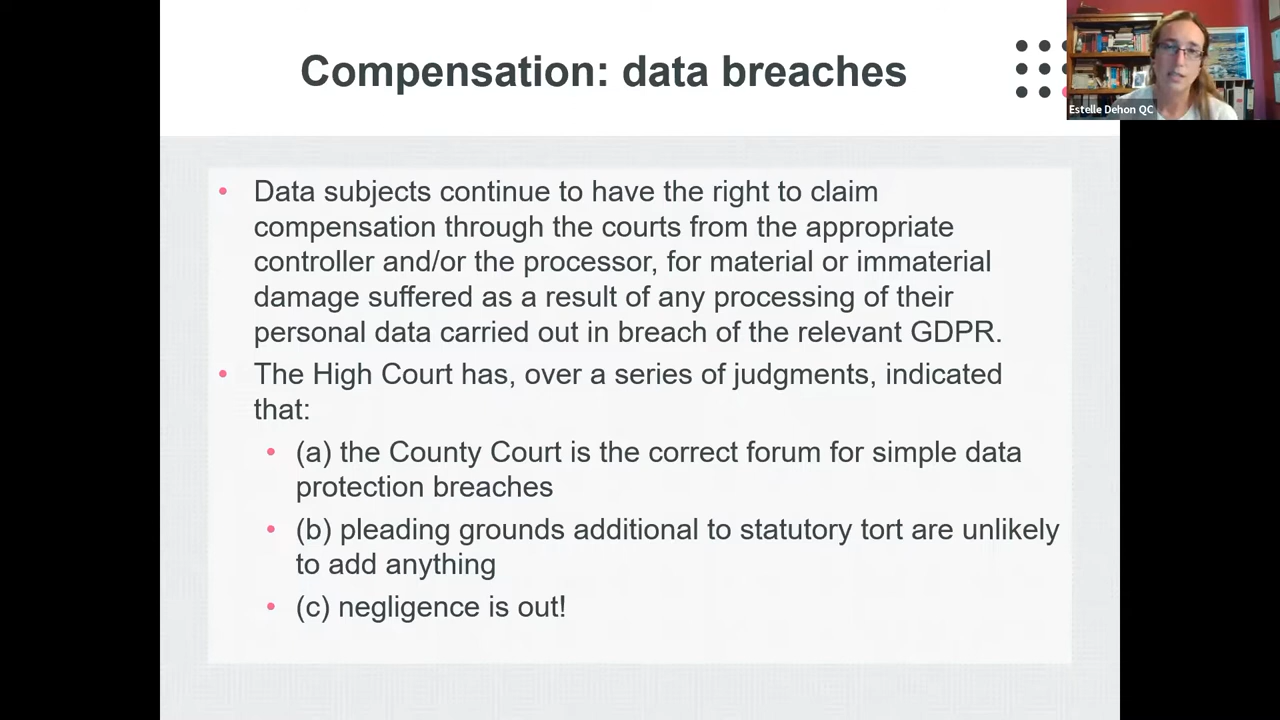 Compensation: data breaches
Estelle Dehon QC
• Data subjects continue to have the right to claim
compensation through the courts from the appropriate
controller and/or the processor, for material or immaterial
damage suffered as a result of any processing of their
personal data carried out in breach of the relevant GDPR.
• The High Court has, over a series of judgments, indicated
that:
• (a) the County Court is the correct forum for simple data
protection breaches
• (b) pleading grounds additional to statutory tort are unlikely
to add anything
• (c) negligence is out!